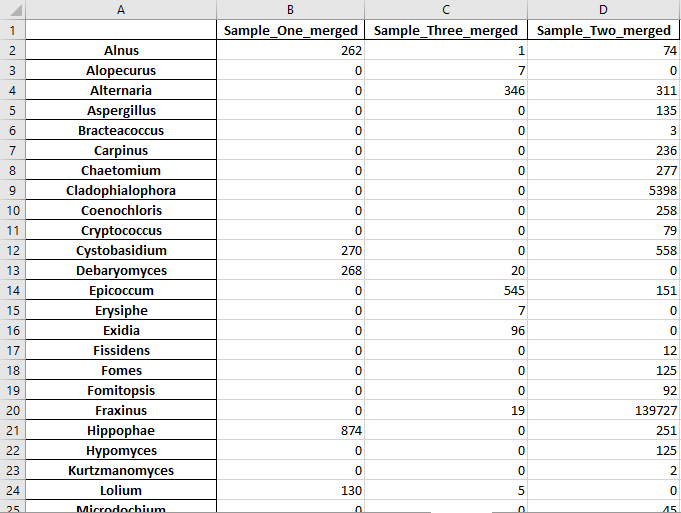 A B C D
1 Sample_One_merged Sample_Three_merged Sample_Two_merged
2 Alnus 262 1 74
3 Alopecurus 0 7 0
4 Alternaria 0 346 311
5 Aspergillus 0 0 135
6 Bracteacoccus 0 0 3
7 Carpinus 0 0 236
8 Chaetomium 0 0 277
9 Cladophialophora 0 0 5398
10 Coenochloris 0 0 258
11 Cryptococcus 0 0 79
12 Cystobasidium 270 0 558
13 Debaryomyces 268 20 0
14 Epicoccum 0 545 151
15 Erysiphe 0 7 0
16 Exidia 0 96 0
17 Fissidens 0 0 12
18 Fomes 0 0 125
19 Fomitopsis 0 0 92
20 Fraxinus 0 19 139727
21 Hippophae 874 0 251
22 Hypomyces 0 0 125
23 Kurtzmanomyces 0 0 2
24 Lolium 130 5 0
25 Microdochium 0 0 45